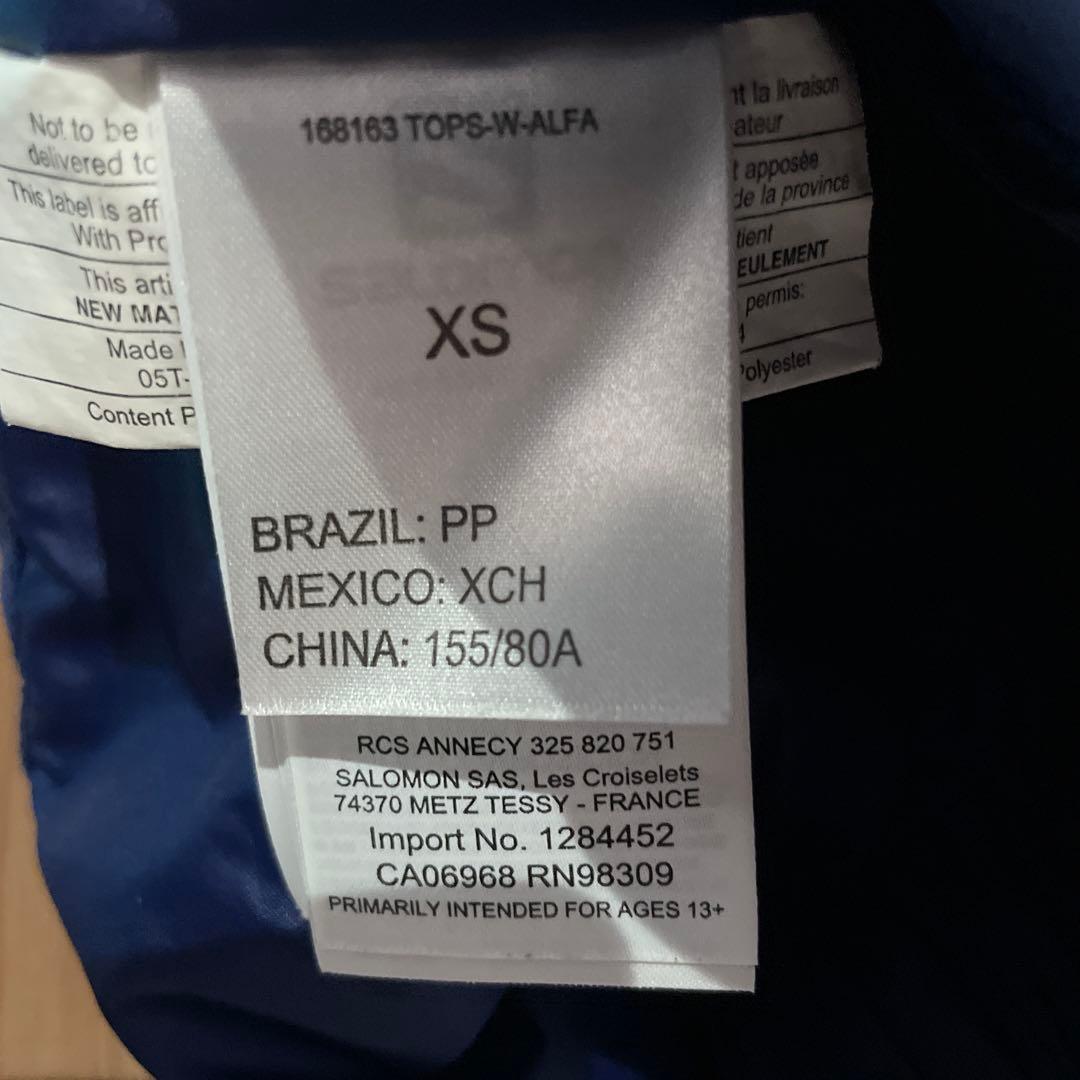 Not to be
delivered to
This label is aff
With Pro
This arti
NEW MAT
Made
05T-
Content P
168163 TOPS-W-ALFA
XS
BRAZIL: PP
MEXICO: XCH
CHINA: 155/80A
nt la livraison
ateur
t apposée
de la province
tient
EULEMENT
permis:
Polyester
RCS ANNECY 325 820 751
SALOMON SAS, Les Croiselets
74370 METZ TESSY - FRANCE
Import No. 1284452
CA06968 RN98309
PRIMARILY INTENDED FOR AGES 13+